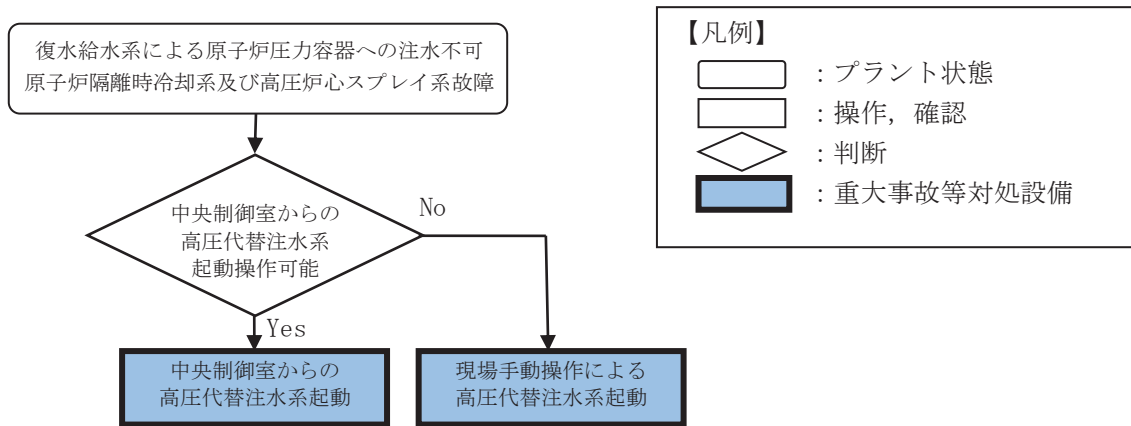 復水給水系による原子炉圧力容器への注水不可
原子炉隔離時冷却系及び高圧炉心スプレイ系故障
中央制御室からの
高圧代替注水系
起動操作可能
No
Yes
中央制御室からの
高圧代替注水系起動
現場手動操作による
高圧代替注水系起動
【凡例】
：プラント状態
：操作，確認
：判断
：重大事故等対処設備